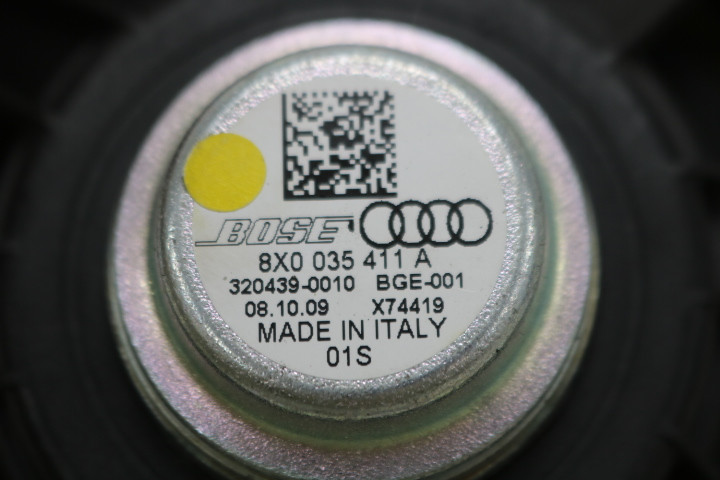 BOSE
8X0 035 411 A
320439-0010 BGE-001
08.10.09 X74419
MADE IN ITALY
01S